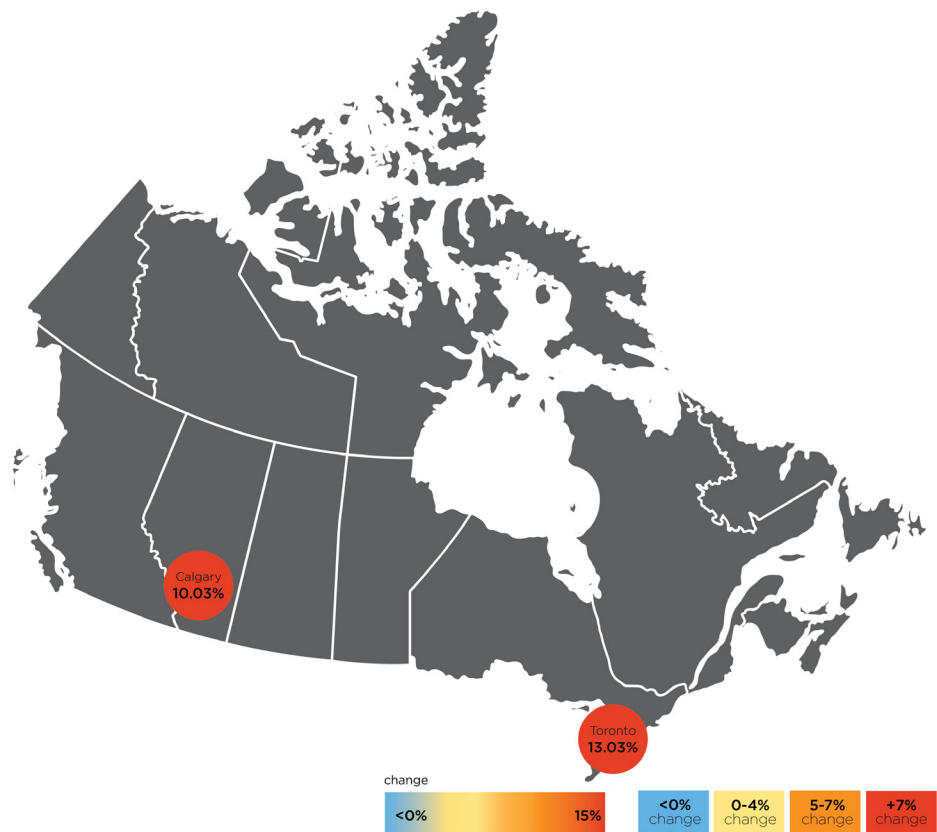 Calgary
10.03%
Toronto
13.03%
change
<0% 15%
<0% 0-4% 5-7% +7%
change change change change